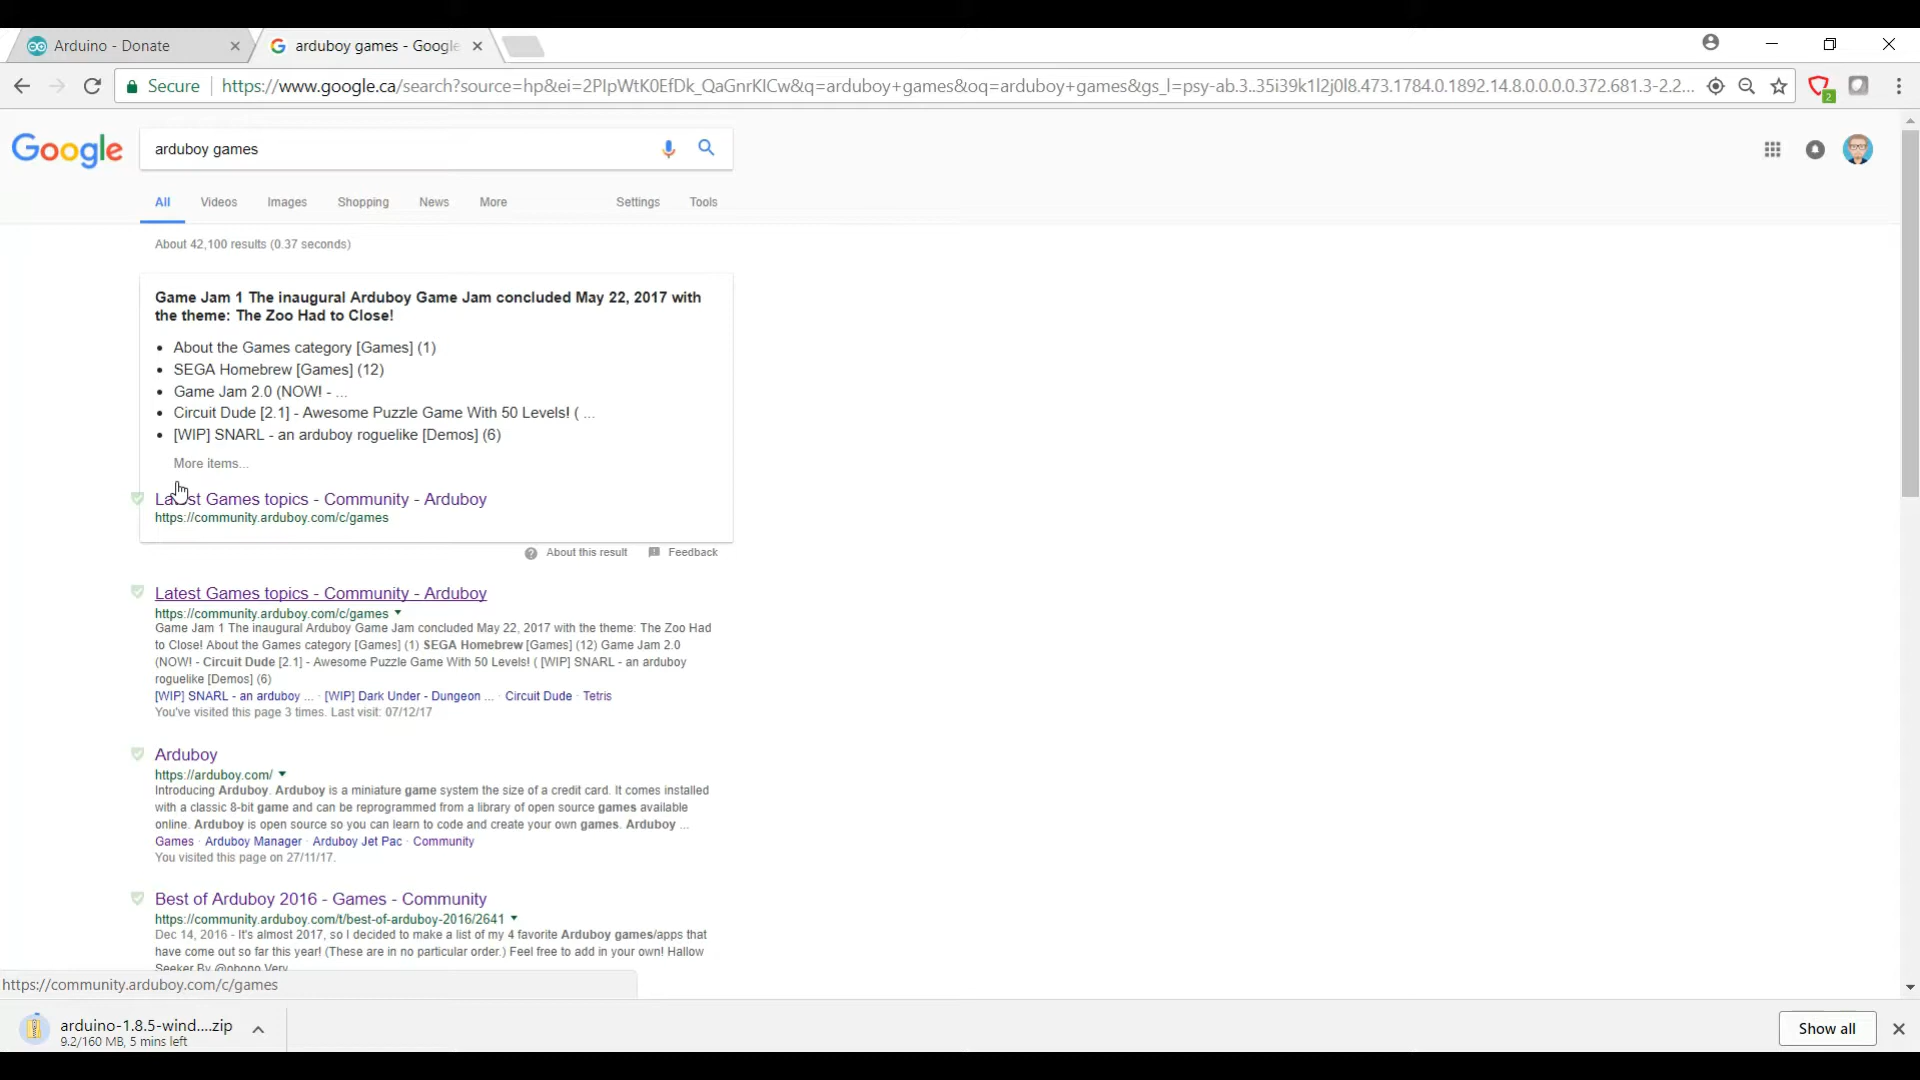 Arduino - Donate
arduboy games - Google
Secure
https://www.google.ca/search?source=hp&ei=2PIpWtK0EfDk_QaGnrKICw&q=arduboy+games&oq=arduboy+games&gs_l=psy-ab.3..35i39k1l2j0l8.473.1784.0.1892.14.8.0.0.0.0.372.681.3-2.2...
2
Google
arduboy games
All
Videos
Images
Shopping
News
More
Settings
Tools
About 42,100 results (0.37 seconds)
Game Jam 1 The inaugural Arduboy Game Jam concluded May 22, 2017 with
the theme: The Zoo Had to Close!
• About the Games category [Games] (1)
• SEGA Homebrew [Games] (12)
• Game Jam 2.0 (NOW! - ...
• Circuit Dude [2.1] - Awesome Puzzle Game With 50 Levels! ( ...
• [WIP] SNARL - an arduboy roguelike [Demos] (6)
More items...
Latest Games topics - Community - Arduboy
https://community.arduboy.com/c/games
About this result
Feedback
Latest Games topics - Community - Arduboy
https://community.arduboy.com/c/games
Game Jam 1 The inaugural Arduboy Game Jam concluded May 22, 2017 with the theme: The Zoo Had
to Close! About the Games category [Games] (1) SEGA Homebrew [Games] (12) Game Jam 2.0
(NOW! - Circuit Dude [2.1] - Awesome Puzzle Game With 50 Levels! ( [WIP] SNARL - an arduboy
roguelike [Demos] (6)
[WIP] SNARL - an arduboy ... · [WIP] Dark Under - Dungeon ... · Circuit Dude · Tetris
You've visited this page 3 times. Last visit: 07/12/17
Arduboy
https://arduboy.com/
Introducing Arduboy. Arduboy is a miniature game system the size of a credit card. It comes installed
with a classic 8-bit game and can be reprogrammed from a library of open source games available
online. Arduboy is open source so you can learn to code and create your own games. Arduboy ...
Games · Arduboy Manager · Arduboy Jet Pac · Community
You visited this page on 27/11/17.
Best of Arduboy 2016 - Games - Community
https://community.arduboy.com/t/best-of-arduboy-2016/2641
Dec 14, 2016 - It's almost 2017, so I decided to make a list of my 4 favorite Arduboy games/apps that
have come out so far this year! (These are in no particular order.) Feel free to add in your own! Hallow
Seeker By @obono Very
https://community.arduboy.com/c/games
arduino-1.8.5-wind....zip
9.2/160 MB, 5 mins left
Show all